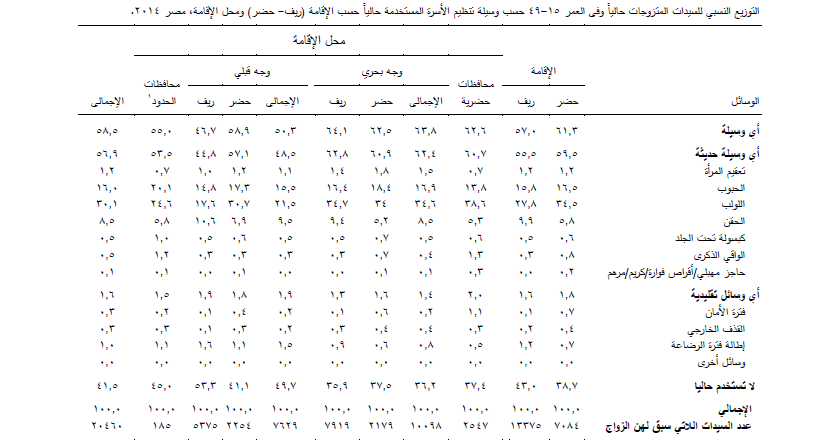 التوزيع النسبي للسيدات المتزوجات حالياً وفى العمر ١٥-٤٩ حسب وسيلة تنظيم الأسرة المستخدمة حالياً حسب الإقامة (ريف- حضر) ومحل الإقامة، مصر ٢٠١٤.
محل الإقامة
الإقامة محافظات وجه بحري وجه قبلي محافظات
الوسائل حضر ريف حضرية الإجمالى حضر ريف الإجمالى حضر ريف الحدود١ الإجمالى
أي وسيلة ٦١,٣ ٥٧,٠ ٦٢,٦ ٦٣,٨ ٦٢,٥ ٦٤,١ ٥٠,٣ ٥٨,٩ ٤٦,٧ ٥٥,٠ ٥٨,٥
أي وسيلة حديثة ٥٩,٥ ٥٥,٥ ٦٠,٧ ٦٢,٤ ٦٠,٩ ٦٢,٨ ٤٨,٥ ٥٧,١ ٤٤,٨ ٥٣,٥ ٥٦,٩
تعقيم المرأة ١,٢ ١,٢ ٠,٧ ١,٥ ١,٨ ١,٤ ١,١ ١,٢ ١,٠ ٠,٧ ١,٢
الحبوب ١٦,٥ ١٥,٨ ١٣,٨ ١٦,٩ ١٨,٤ ١٦,٤ ١٥,٥ ١٧,٣ ١٤,٨ ٢٠,١ ١٦,٠
اللولب ٣٤,٥ ٢٧,٨ ٣٨,٦ ٣٤,٦ ٣٤ ٣٤,٧ ٢١,٥ ٣٠,٧ ١٧,٦ ٢٤,٦ ٣٠,١
الحقن ٥,٨ ٩,٩ ٥,٣ ٨,٥ ٥,٢ ٩,٤ ٩,٥ ٦,٩ ١٠,٦ ٥,٨ ٨,٥
كبسولة تحت الجلد ٠,٦ ٠,٥ ٠,٦ ٠,٥ ٠,٧ ٠,٥ ٠,٥ ٠,٦ ٠,٥ ١,٠ ٠,٥
الواقي الذكرى ٠,٨ ٠,٣ ١,٣ ٠,٤ ٠,٧ ٠,٣ ٠,٣ ٠,٣ ٠,٣ ١,٢ ٠,٥
حاجز مهبلي/أقراص فوارة/كريم/مرهم ٠,٢ ٠,٠ ٠,٣ ٠,١ ٠,١ ٠,٠ ٠,٠ ٠,١ ٠,٠ ٠,١ ٠,١
أي وسائل تقليدية ١,٨ ١,٦ ٢,٠ ١,٤ ١,٦ ١,٣ ١,٩ ١,٨ ١,٩ ١,٥ ١,٦
فترة الأمان ٠,٧ ٠,١ ١,١ ٠,٢ ٠,٦ ٠,١ ٠,٢ ٠,٤ ٠,١ ٠,٢ ٠,٣
القذف الخارجي ٠,٤ ٠,٢ ٠,٣ ٠,٤ ٠,٤ ٠,٣ ٠,٢ ٠,٣ ٠,١ ٠,٣ ٠,٣
إطالة فترة الرضاعة ٠,٧ ١,٢ ٠,٥ ٠,٨ ٠,٦ ٠,٩ ١,٥ ١,١ ١,٦ ١,١ ١,٠
وسائل أخرى ٠,٠ ٠,٠ ٠,٠ ٠,٠ ٠,٠ ٠,٠ ٠,٠ ٠,٠ ٠,٠ ٠,٠ ٠,٠
لا تستخدم حاليا ٣٨,٧ ٤٣,٠ ٣٧,٤ ٣٦,٢ ٣٧,٥ ٣٥,٩ ٤٩,٧ ٤١,١ ٥٣,٣ ٤٥,٠ ٤١,٥
الإجمالي ١٠٠,٠ ١٠٠,٠ ١٠٠,٠ ١٠٠,٠ ١٠٠,٠ ١٠٠,٠ ١٠٠,٠ ١٠٠,٠ ١٠٠,٠ ١٠٠,٠ ١٠٠,٠
عدد السيدات اللاتي سبق لهن الزواج ٧٠٨٤ ١٣٣٧٥ ٢٥٤٧ ١٠٠٩٨ ٢١٧٩ ٧٩١٩ ٧٦٢٩ ٢٢٥٤ ٥٣٧٥ ١٨٥ ٢٠٤٦٠